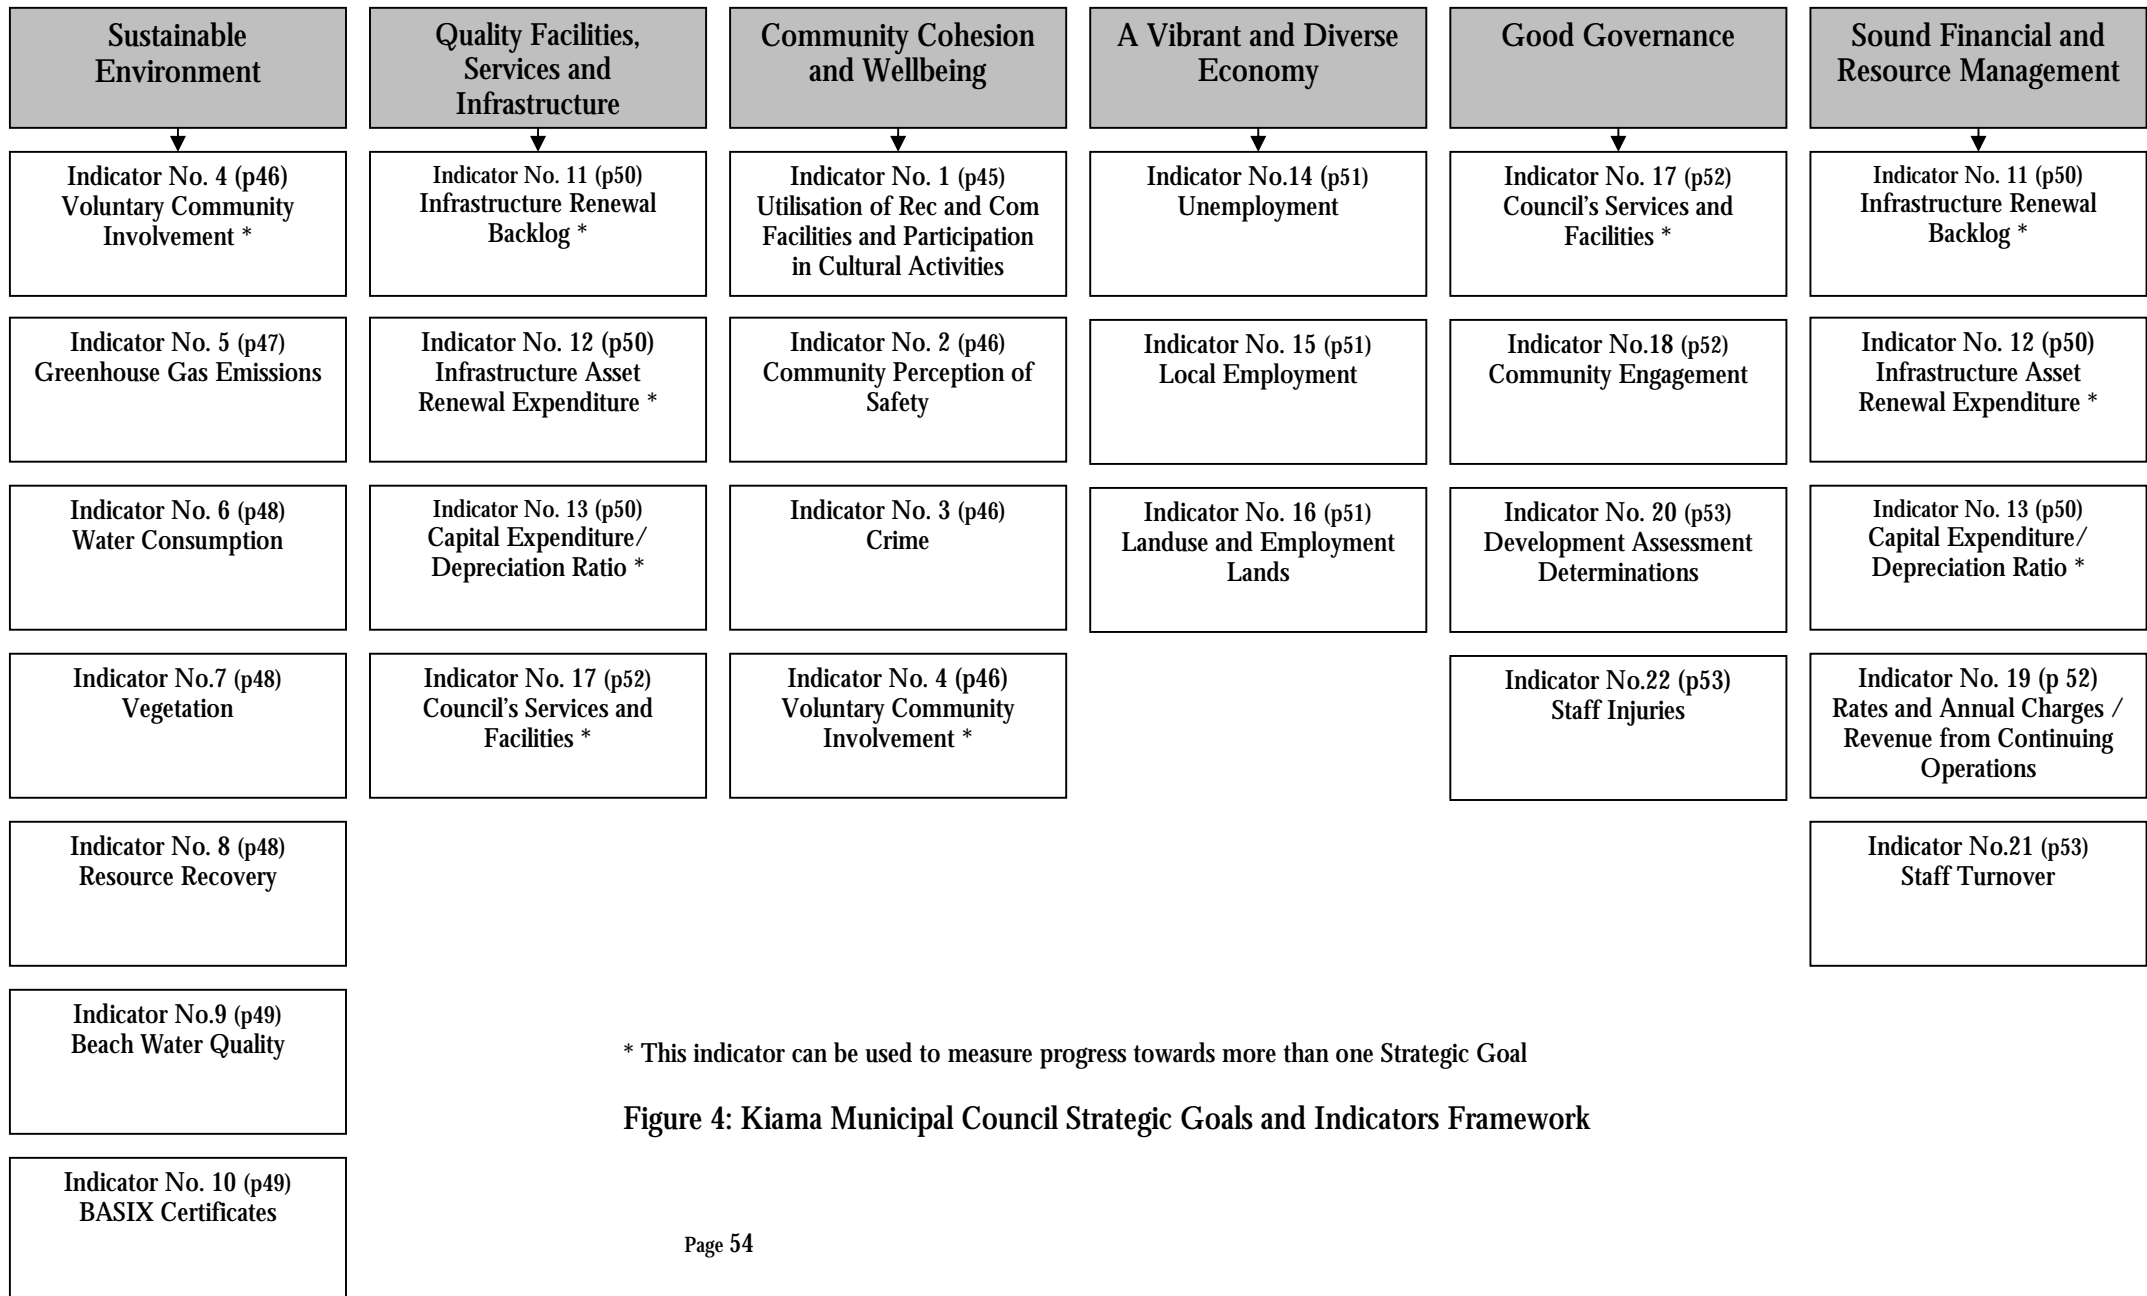 Sustainable
Environment
Indicator No. 4 (p46)
Voluntary Community
Involvement *
Indicator No. 5 (p47)
Greenhouse Gas Emissions
Indicator No. 6 (p48)
Water Consumption
Indicator No.7 (p48)
Vegetation
Indicator No. 8 (p48)
Resource Recovery
Indicator No.9 (p49)
Beach Water Quality
Indicator No. 10 (p49)
BASIX Certificates
Quality Facilities,
Services and
Infrastructure
Indicator No. 11 (p50)
Infrastructure Renewal
Backlog *
Indicator No. 12 (p50)
Infrastructure Asset
Renewal Expenditure *
Indicator No. 13 (p50)
Capital Expenditure/
Depreciation Ratio *
Indicator No. 17 (p52)
Council's Services and
Facilities *
Community Cohesion
and Wellbeing
Indicator No. 1 (p45)
Utilisation of Rec and Com
Facilities and Participation
in Cultural Activities
Indicator No. 2 (p46)
Community Perception of
Safety
Indicator No. 3 (p46)
Crime
Indicator No. 4 (p46)
Voluntary Community
Involvement *
A Vibrant and Diverse
Economy
Indicator No.14 (p51)
Unemployment
Indicator No. 15 (p51)
Local Employment
Indicator No. 16 (p51)
Landuse and Employment
Lands
Good Governance
Indicator No. 17 (p52)
Council's Services and
Facilities *
Indicator No.18 (p52)
Community Engagement
Indicator No. 20 (p53)
Development Assessment
Determinations
Indicator No.22 (p53)
Staff Injuries
Sound Financial and
Resource Management
Indicator No. 11 (p50)
Infrastructure Renewal
Backlog *
Indicator No. 12 (p50)
Infrastructure Asset
Renewal Expenditure *
Indicator No. 13 (p50)
Capital Expenditure/
Depreciation Ratio *
Indicator No. 19 (p 52)
Rates and Annual Charges /
Revenue from Continuing
Operations
Indicator No.21 (p53)
Staff Turnover
* This indicator can be used to measure progress towards more than one Strategic Goal
Figure 4: Kiama Municipal Council Strategic Goals and Indicators Framework
Page 54